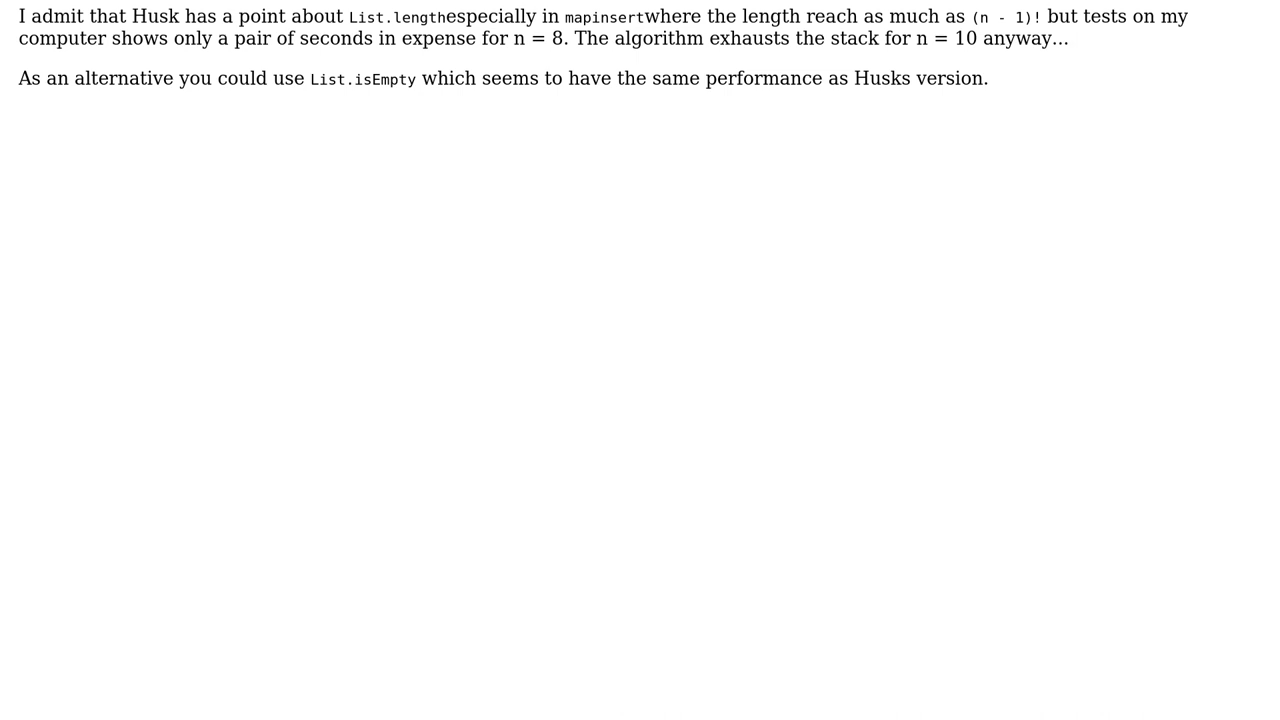 I admit that Husk has a point about List.lengthespecially in mapinsertwhere the length reach as much as (n - 1)! but tests on my
computer shows only a pair of seconds in expense for n = 8. The algorithm exhausts the stack for n = 10 anyway...
As an alternative you could use List.isEmpty which seems to have the same performance as Husks version.